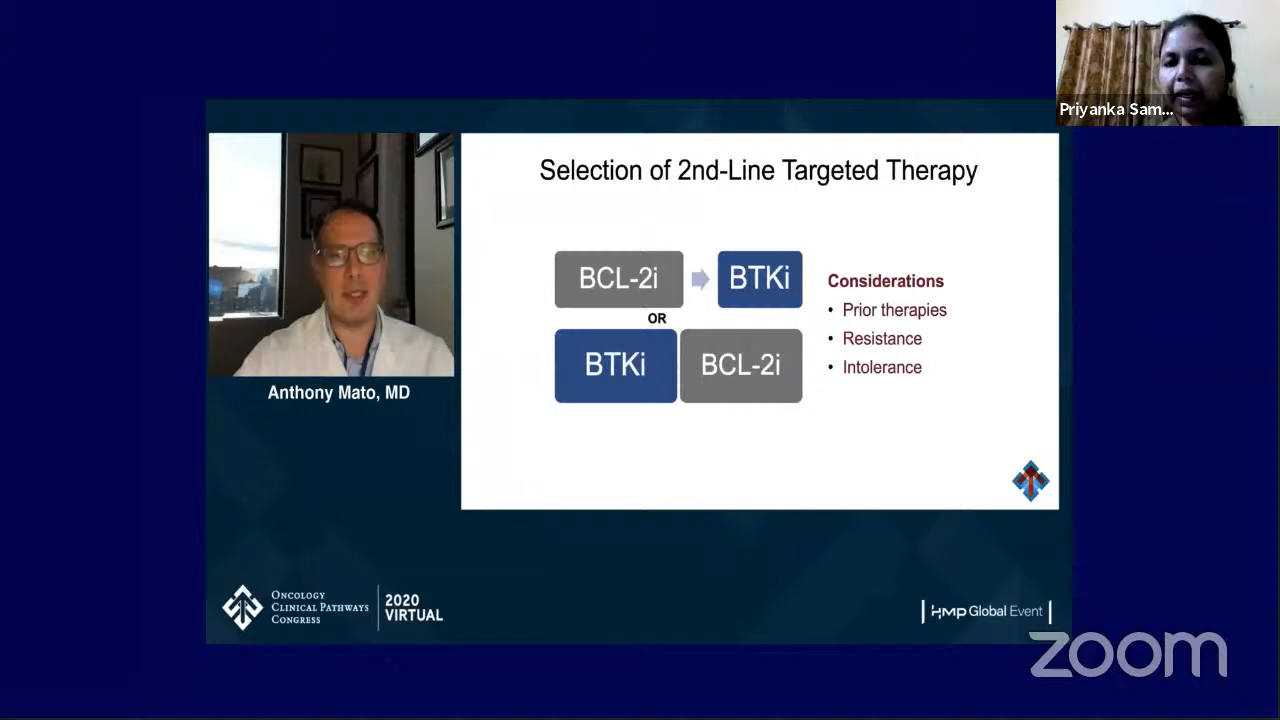 Priyanka Sam...
Selection of 2nd-Line Targeted Therapy
BCL-2i
BTKi
OR
BTKi
BCL-2i
Considerations
• Prior therapies
• Resistance
• Intolerance
Anthony Mato, MD
ONCOLOGY
CLINICAL PATHWAYS
CONGRESS
2020
VIRTUAL
HMP Global Event
zoom